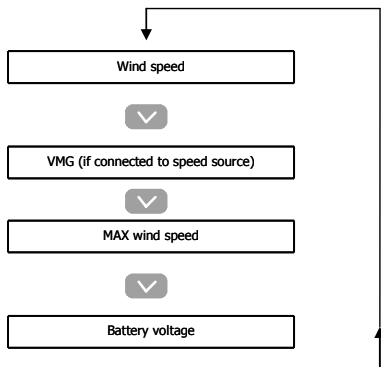 Wind speed
VMG (if connected to speed source)
MAX wind speed
Battery voltage